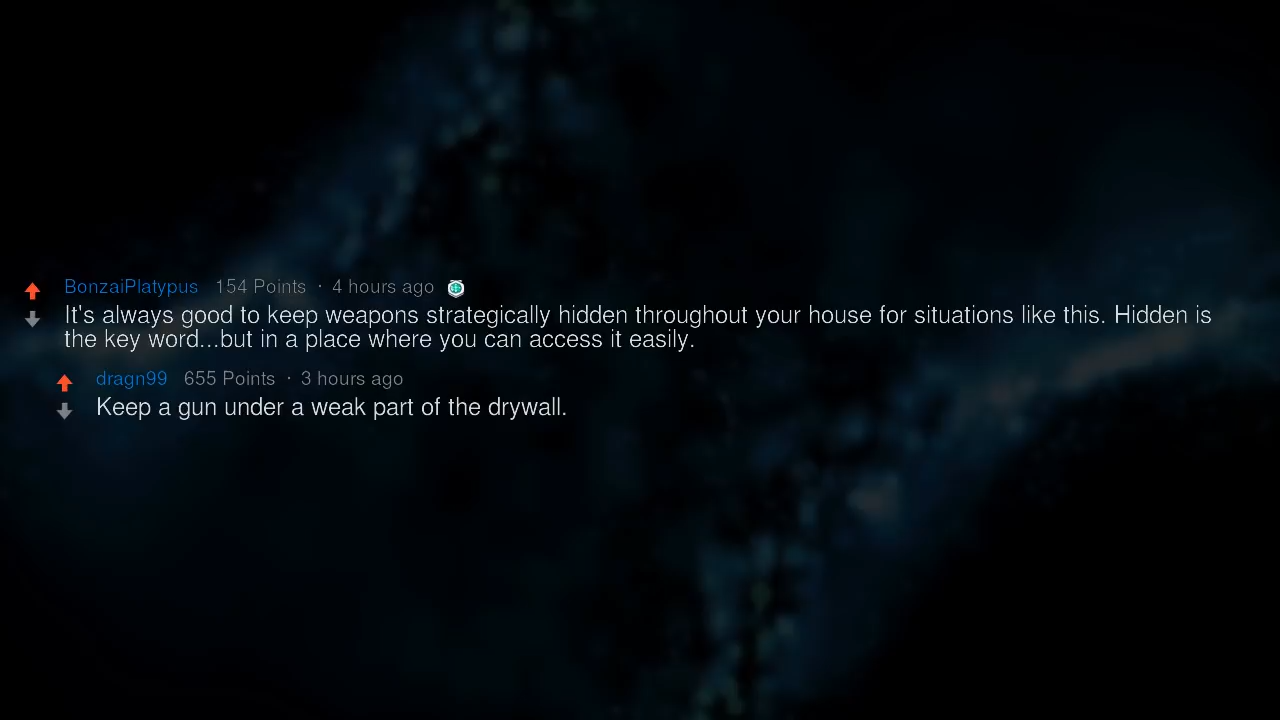 BonzaiPlatypus 154 Points · 4 hours ago
It's always good to keep weapons strategically hidden throughout your house for situations like this. Hidden is
the key word...but in a place where you can access it easily.
dragn99 655 Points · 3 hours ago
Keep a gun under a weak part of the drywall.